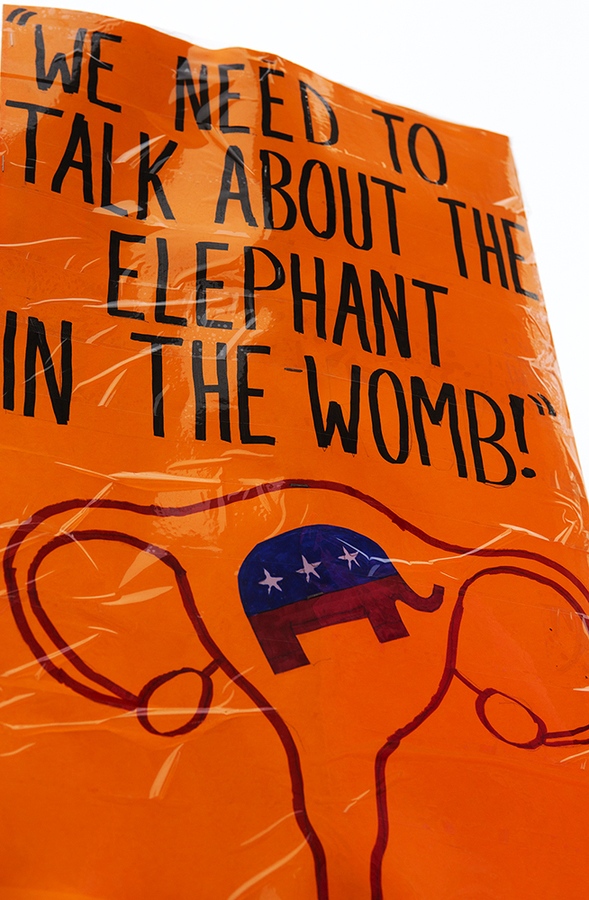 "WE NEED TO
TALK ABOUT THE
ELEPHANT
IN THE WOMB!"